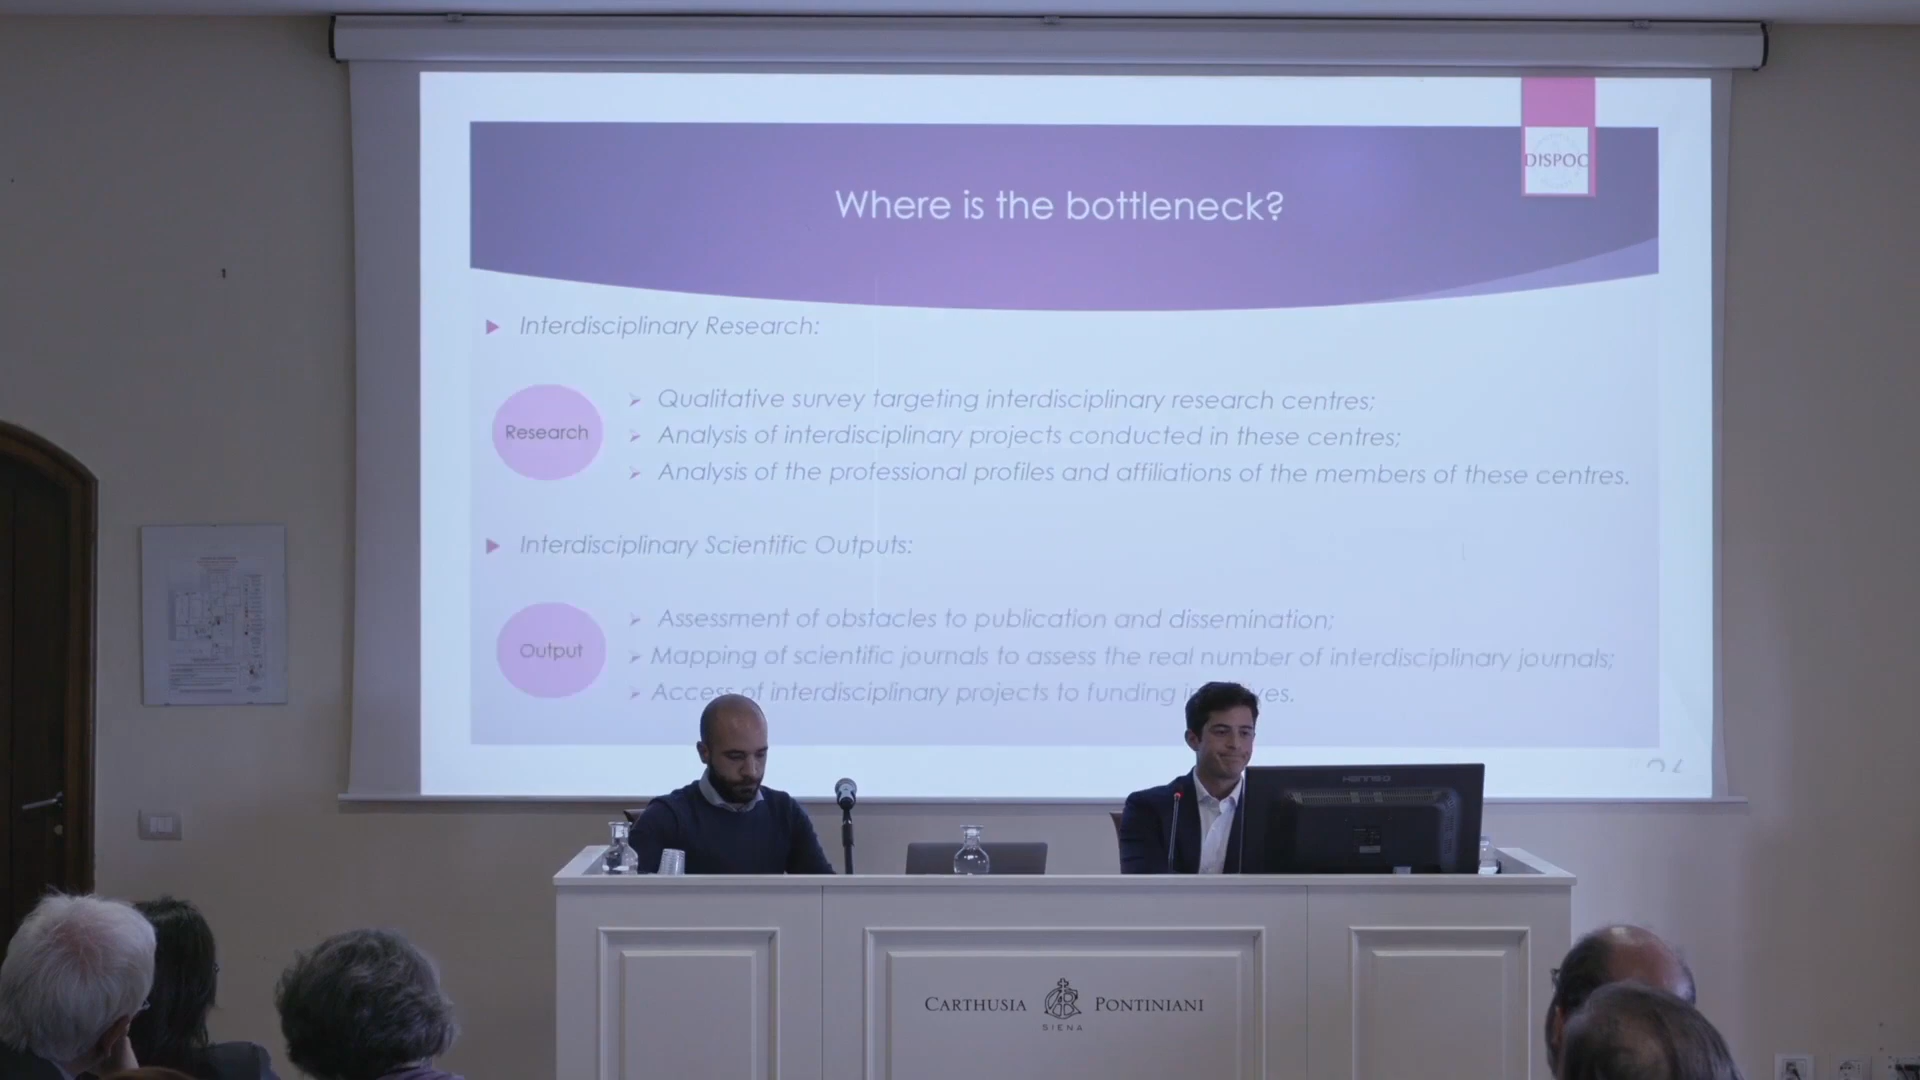 DISPOC
Where is the bottleneck?
Interdisciplinary Research:
Research
Qualitative survey targeting interdisciplinary research centres;
Analysis of interdisciplinary projects conducted in these centres;
Analysis of the professional profiles and affiliations of the members of these centres.
Interdisciplinary Scientific Outputs:
Output
Assessment of obstacles to publication and dissemination;
Mapping of scientific journals to assess the real number of interdisciplinary journals;
Access of interdisciplinary projects to funding
HANNSG
CARTHUSIA PONTINIANI
SIENA